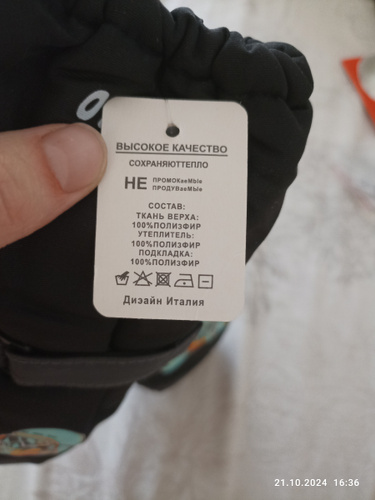 ВЫСОКОЕ КАЧЕСТВО
СОХРАНЯЮТТЕПЛО
НЕ ПРОМОКаеМЫе
ПРОДУВаеМЫе
СОСТАВ:
ТКАНЬ ВЕРХА:
100%ПОЛИЭФИР
УТЕПЛИТЕЛЬ:
100%ПОЛИЭФИР
ПОДКЛАДКА:
100%ПОЛИЭФИР
Дизайн Италия
21.10.2024 16:36